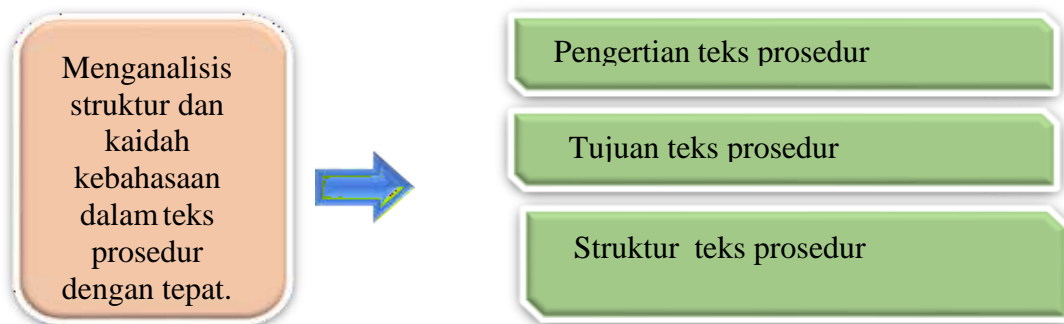 Menganalisis
struktur dan
kaidah
kebahasaan
dalam teks
prosedur
dengan tepat.
Pengertian teks prosedur
Tujuan teks prosedur
Struktur teks prosedur